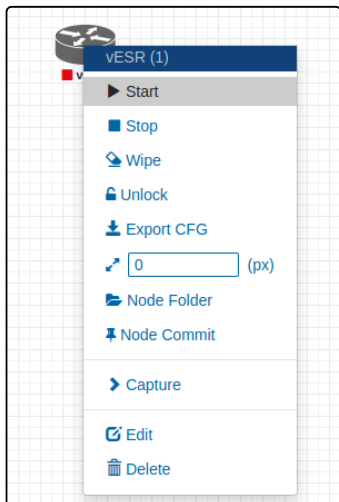 vESR (1)
v
Start
Stop
Wipe
Unlock
Export CFG
0 (px)
Node Folder
Node Commit
Capture
Edit
Delete